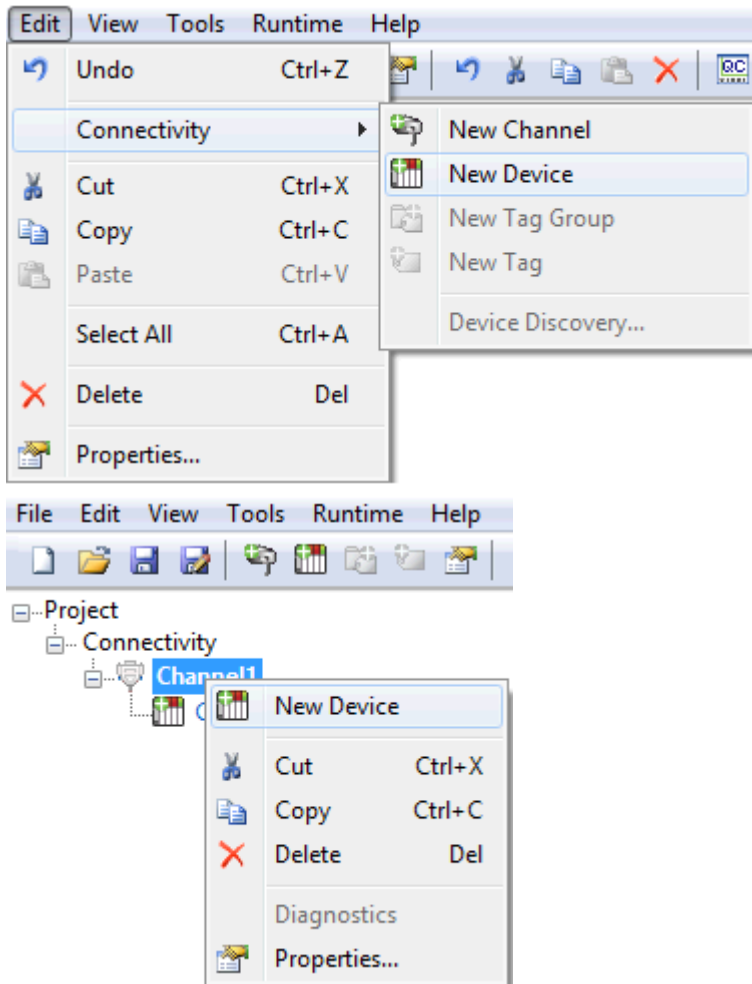 Edit View Tools Runtime Help
Undo Ctrl+Z
QC
Connectivity
New Channel
New Device
New Tag Group
New Tag
Device Discovery...
Cut Ctrl+X
Copy Ctrl+C
Paste Ctrl+V
Select All Ctrl+A
Delete Del
Properties...
File Edit View Tools Runtime Help
Project
Connectivity
Channel1
New Device
Cut Ctrl+X
Copy Ctrl+C
Delete Del
Diagnostics
Properties...